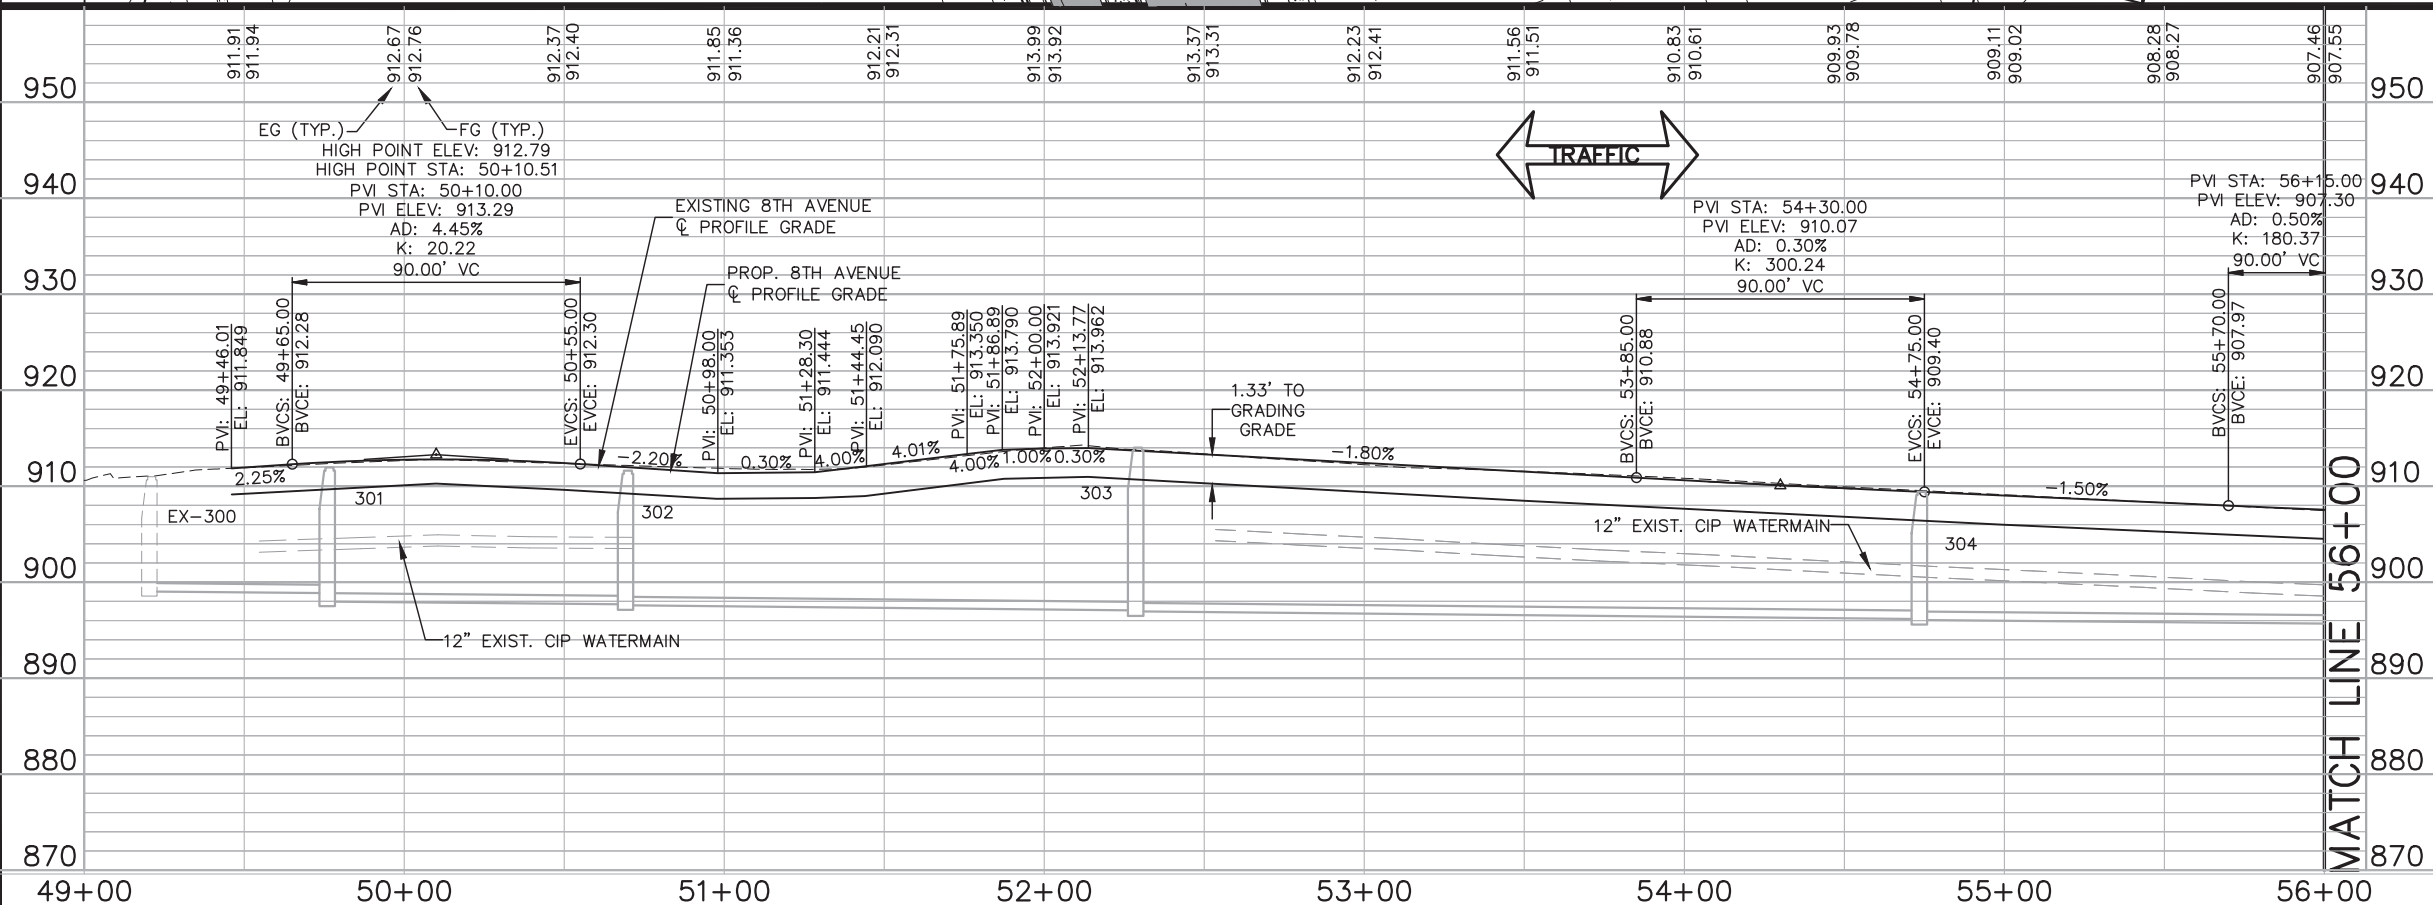 911.91
911.94
912.67
912.76
912.37
912.40
911.85
911.36
912.21
912.31
913.99
913.92
913.37
913.31
912.23
912.41
911.56
911.51
910.83
910.61
909.93
909.78
909.11
909.02
908.28
908.27
907.46
907.55
950
950
EG (TYP.)
FG (TYP.)
HIGH POINT ELEV: 912.79
HIGH POINT STA: 50+10.51
PVI STA: 50+10.00
PVI ELEV: 913.29
AD: 4.45%
K: 20.22
90.00' VC
TRAFFIC
940
940
EXISTING 8TH AVENUE
℄ PROFILE GRADE
PROP. 8TH AVENUE
℄ PROFILE GRADE
PVI STA: 54+30.00
PVI ELEV: 910.07
AD: 0.30%
K: 300.24
90.00' VC
PVI STA: 56+15.00
PVI ELEV: 907.30
AD: 0.50%
K: 180.37
90.00' VC
930
930
PVI: 49+46.01
EL: 911.849
BVCS: 49+65.00
BVCE: 912.28
EVCS: 50+55.00
EVCE: 912.30
PVI: 50+98.00
EL: 911.353
PVI: 51+28.30
EL: 911.444
PVI: 51+44.45
EL: 912.090
PVI: 51+75.89
EL: 913.350
PVI: 51+86.89
EL: 913.790
PVI: 52+00.00
EL: 913.921
PVI: 52+13.77
EL: 913.962
BVCS: 53+85.00
BVCE: 910.88
EVCS: 54+75.00
EVCE: 909.40
BVCS: 55+70.00
BVCE: 907.97
920
920
1.33' TO
GRADING
GRADE
910
910
2.25%
-2.20%
0.30%
4.00%
4.01%
4.00%
1.00%
0.30%
-1.80%
-1.50%
EX-300
301
302
303
304
12" EXIST. CIP WATERMAIN
12" EXIST. CIP WATERMAIN
900
900
890
890
880
880
870
870
MATCH LINE 56+00
49+00
50+00
51+00
52+00
53+00
54+00
55+00
56+00